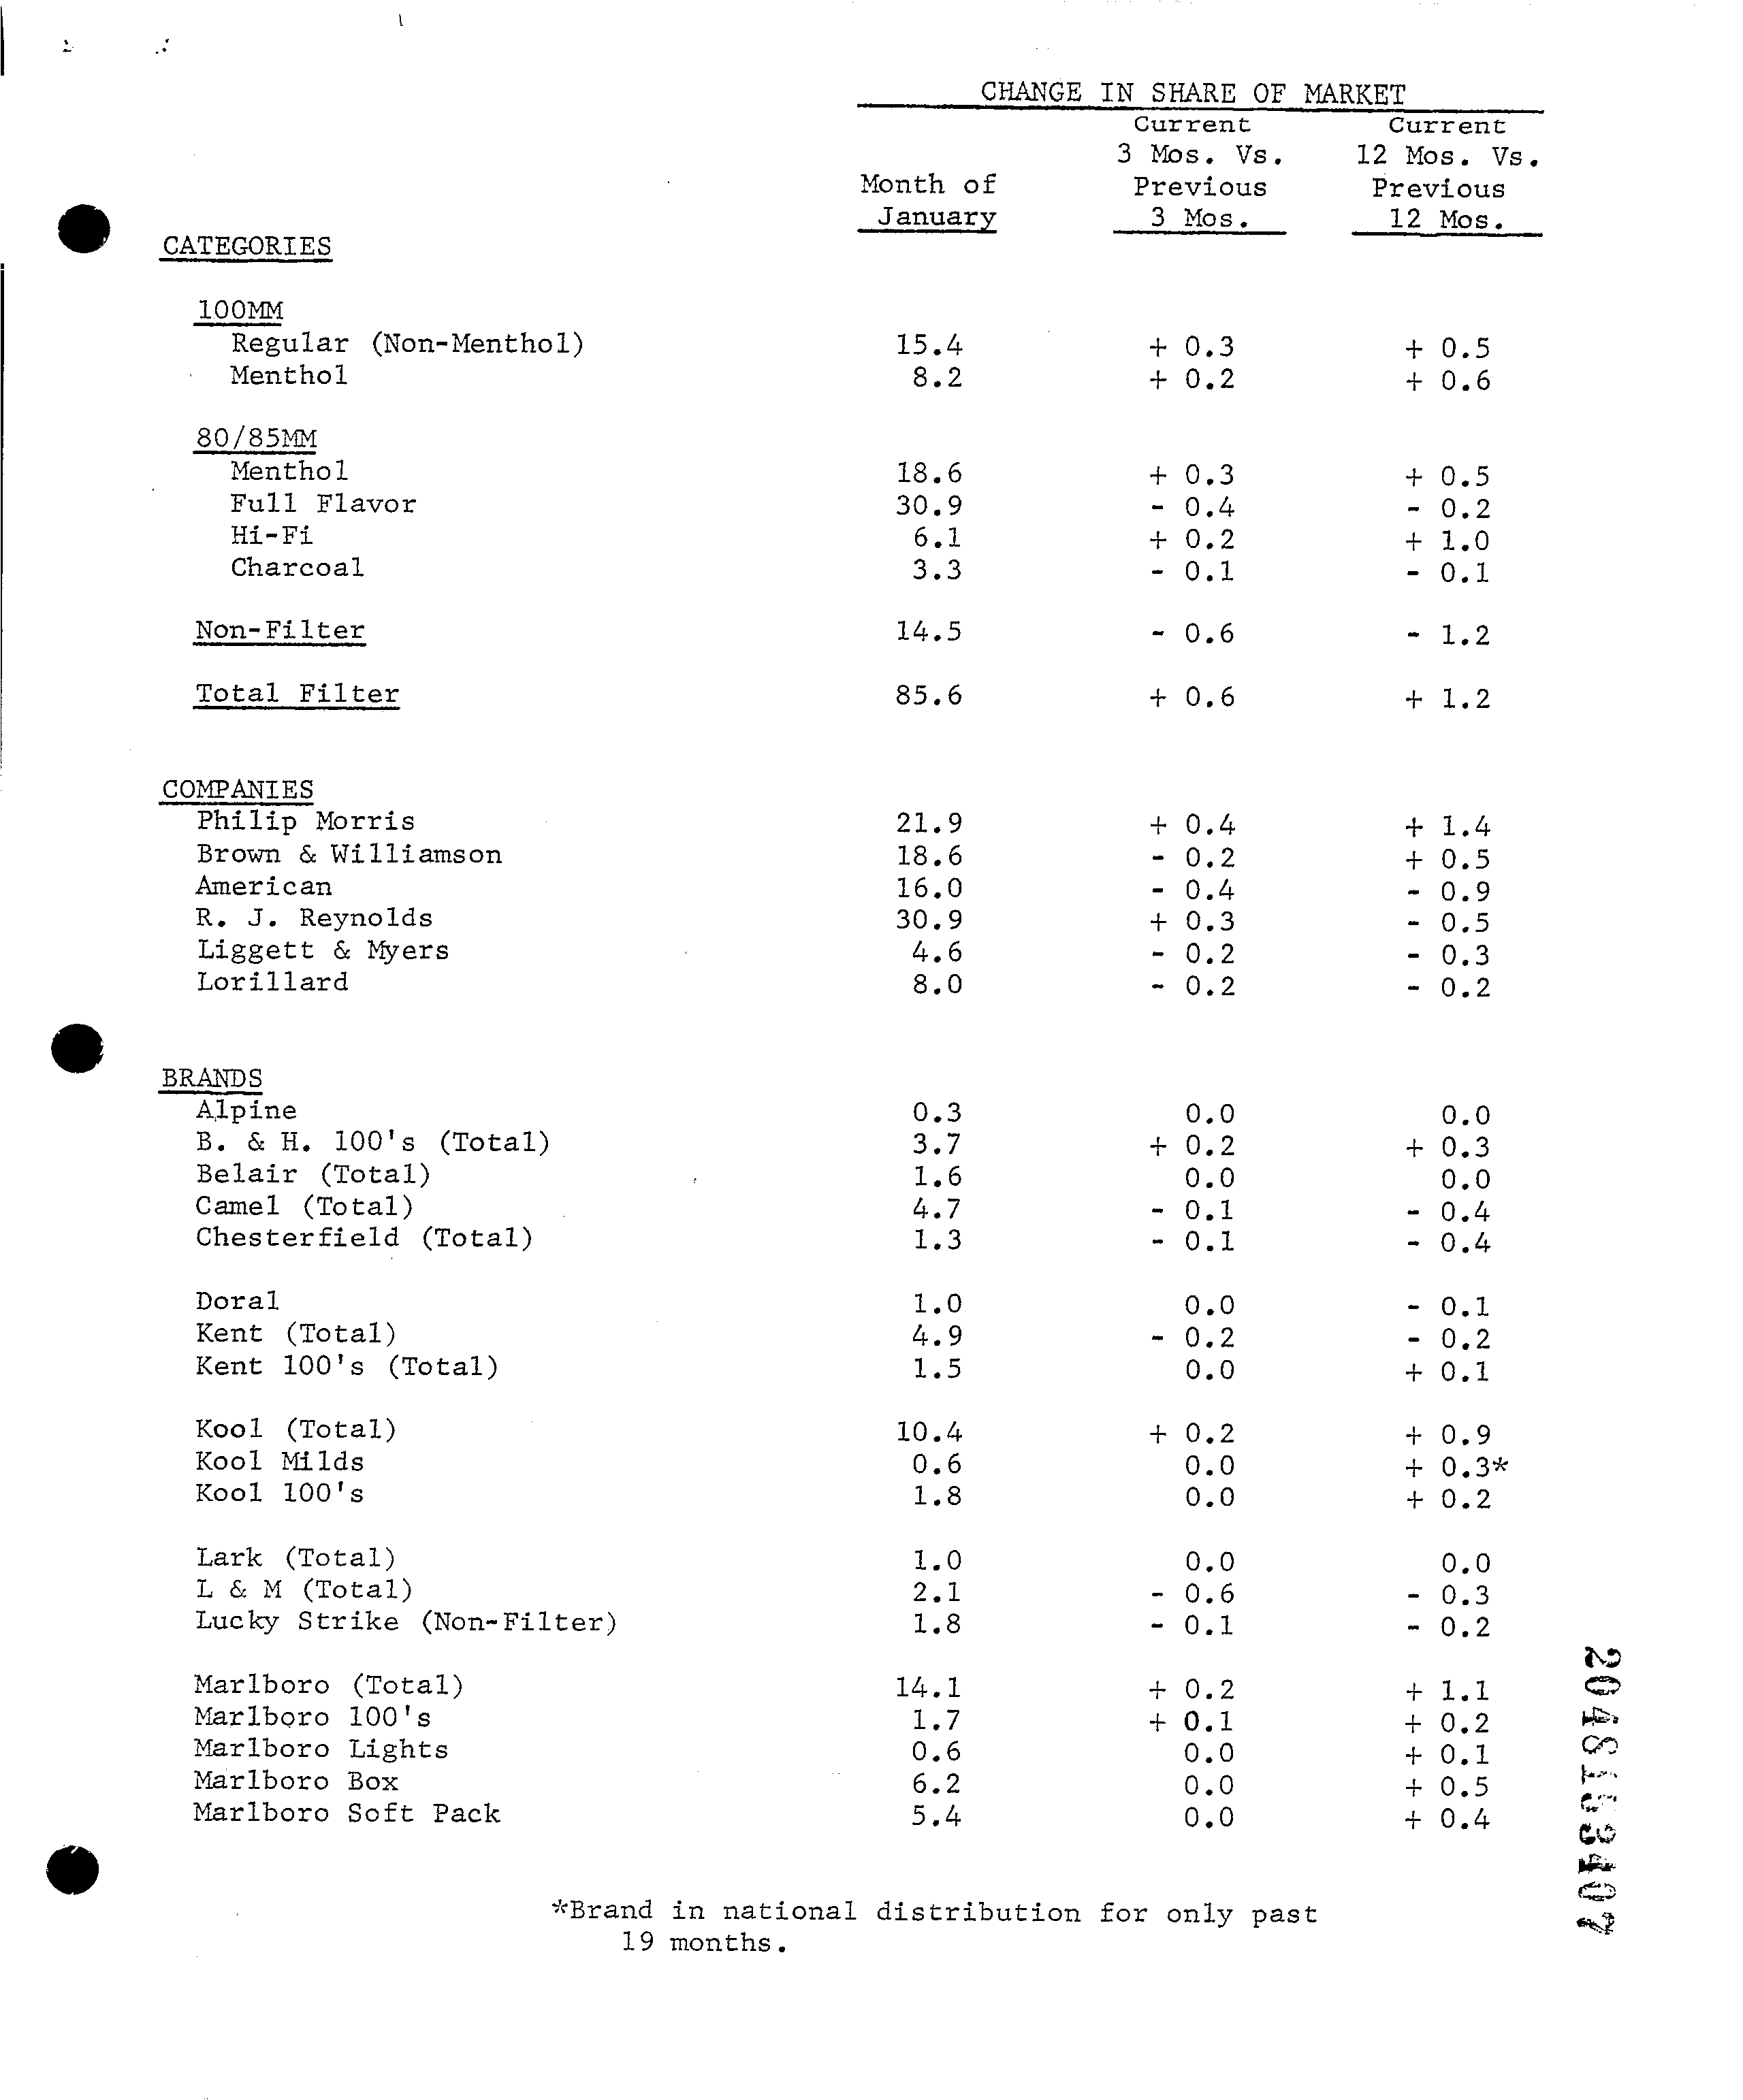 CHANGE IN SHARE OF MARKET
Current Current
3 Mos. Vs. 12 Mos. Vs.
Month of Previous Previous
January 3 Mos. 12 Mos.
CATEGORIES
100MM
Regular (Non-Menthol) 15.4 + 0.3 + 0.5
Menthol 8.2 + 0.2 + 0.6
80/85MM
Menthol 18.6 + 0.3 + 0.5
Full Flavor 30.9 - 0.4 - 0.2
Hi-Fi 6.1 + 0.2 + 1.0
Charcoal 3.3 - 0.1 - 0.1
Non-Filter 14.5 - 0.6 - 1.2
Total Filter 85.6 + 0.6 + 1.2
COMPANIES
Philip Morris 21.9 + 0.4 + 1.4
Brown & Williamson 18.6 - 0.2 + 0.5
American 16.0 - 0.4 - 0.9
R. J. Reynolds 30.9 + 0.3 - 0.5
Liggett & Myers 4.6 - 0.2 - 0.3
Lorillard 8.0 - 0.2 - 0.2
BRANDS
Alpine 0.3 0.0 0.0
B. & H. 100's (Total) 3.7 + 0.2 + 0.3
Belair (Total) 1.6 0.0 0.0
Camel (Total) 4.7 - 0.1 - 0.4
Chesterfield (Total) 1.3 - 0.1 - 0.4
Doral 1.0 0.0 - 0.1
Kent (Total) 4.9 - 0.2 - 0.2
Kent 100's (Total) 1.5 0.0 + 0.1
Kool (Total) 10.4 + 0.2 + 0.9
Kool Milds 0.6 0.0 + 0.3*
Kool 100's 1.8 0.0 + 0.2
Lark (Total) 1.0 0.0 0.0
L & M (Total) 2.1 - 0.6 - 0.3
Lucky Strike (Non-Filter) 1.8 - 0.1 - 0.2
Marlboro (Total) 14.1 + 0.2 + 1.1
Marlboro 100's 1.7 + 0.1 + 0.2
Marlboro Lights 0.6 0.0 + 0.1
Marlboro Box 6.2 0.0 + 0.5
Marlboro Soft Pack 5.4 0.0 + 0.4
*Brand in national distribution for only past
19 months.
2048153407